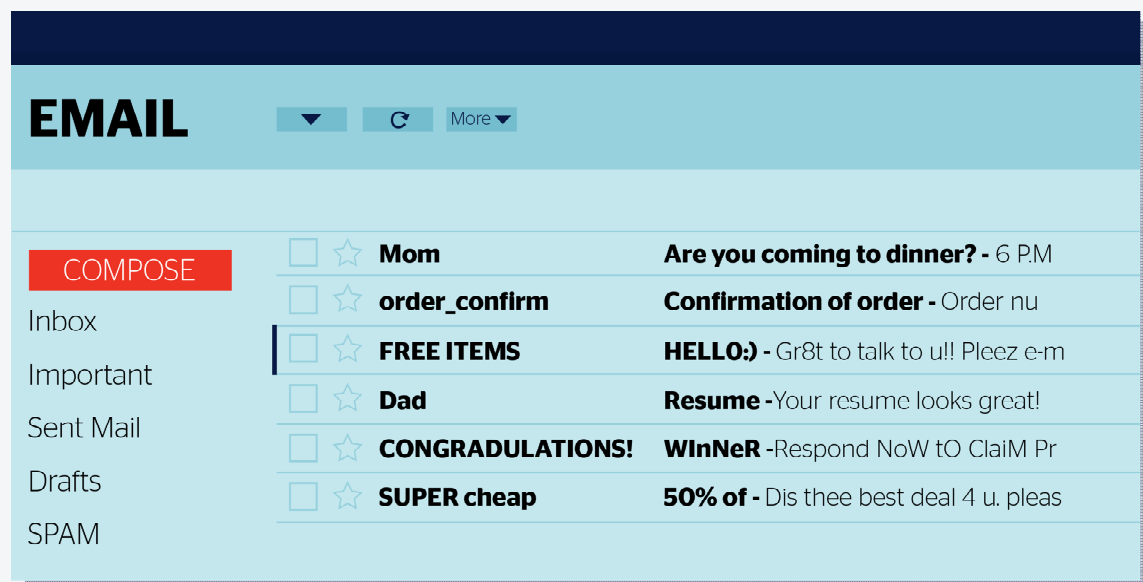 EMAIL
More
COMPOSE
Inbox
Important
Sent Mail
Drafts
SPAM
Mom Are you coming to dinner? - 6 P.M
order_confirm Confirmation of order - Order nu
FREE ITEMS HELL0:) - Gr8t to talk to u!! Pleez e-m
Dad Resume -Your resume looks great!
CONGRADULATIONS! WInNeR -Respond NoW tO ClaiM Pr
SUPER cheap 50% of - Dis thee best deal 4 u. pleas